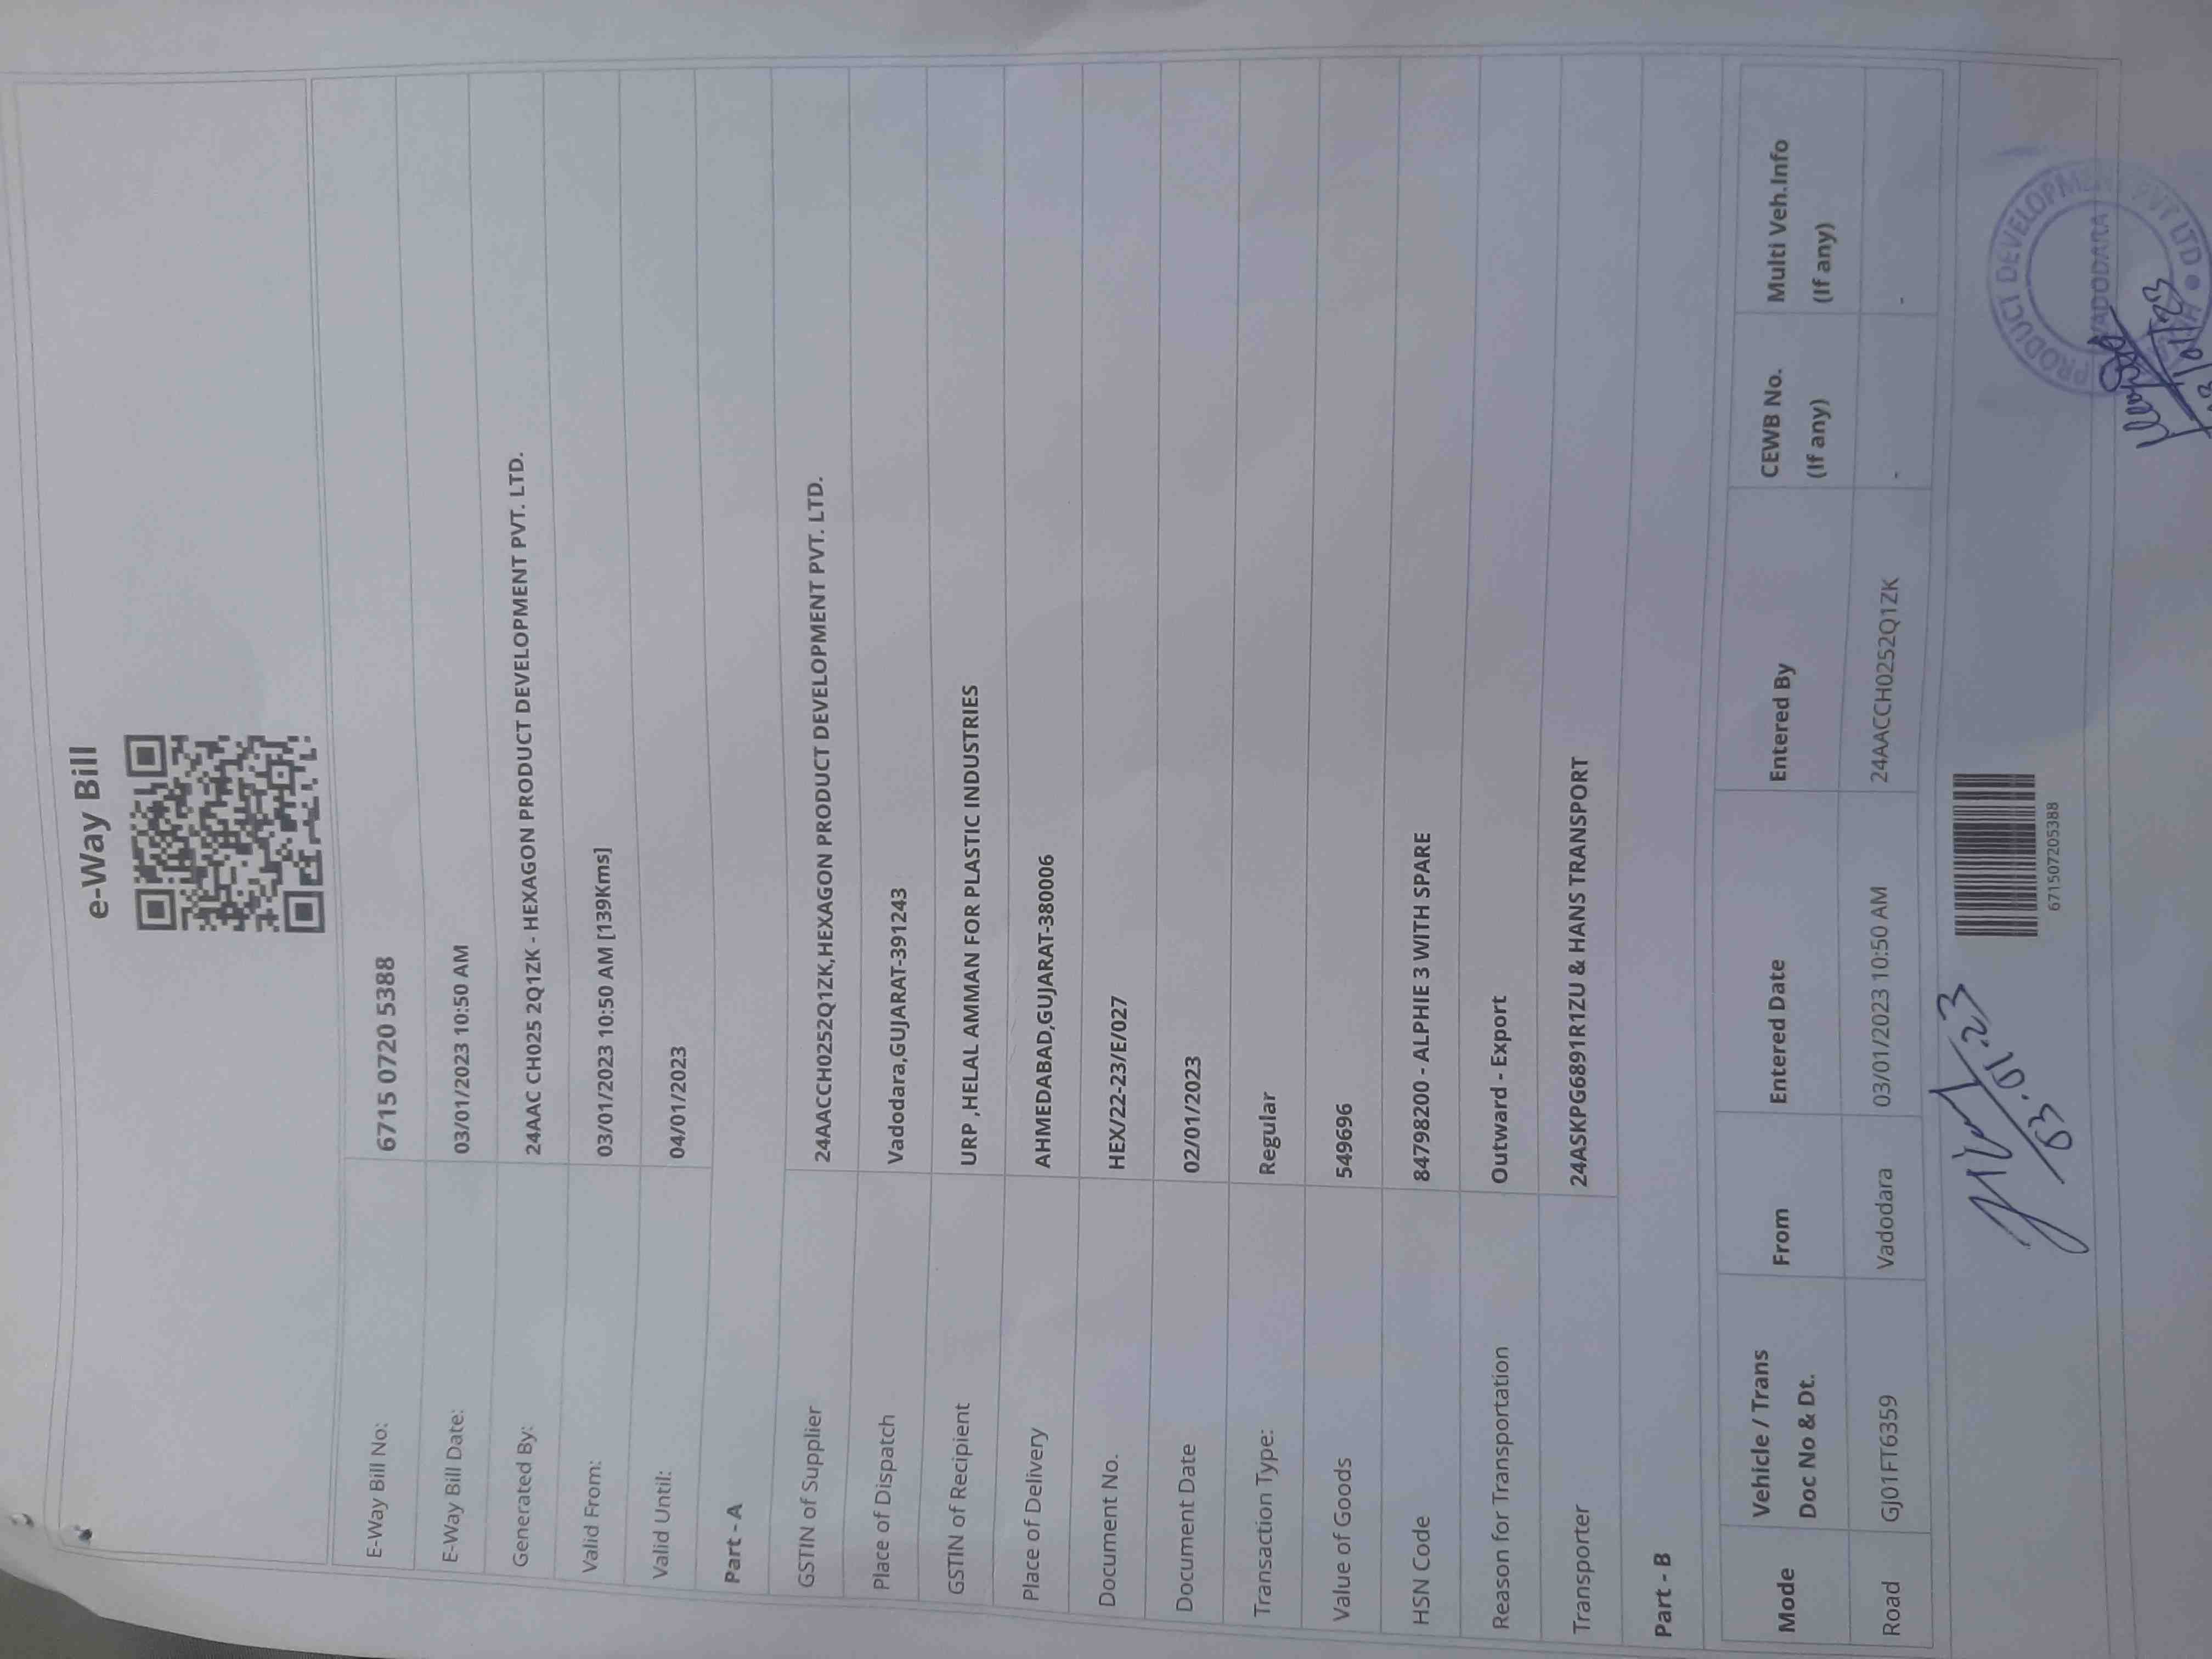 e-Way Bill
E-Way Bill No: 6715 0720 5388
E-Way Bill Date: 03/01/2023 10:50 AM
Generated By: 24AAC CH025 2Q1ZK - HEXAGON PRODUCT DEVELOPMENT PVT. LTD.
Valid From: 03/01/2023 10:50 AM [139Kms]
Valid Until: 04/01/2023
Part - A
GSTIN of Supplier 24AACCH0252Q1ZK,HEXAGON PRODUCT DEVELOPMENT PVT. LTD.
Place of Dispatch Vadodara,GUJARAT-391243
GSTIN of Recipient URP ,HELAL AMMAN FOR PLASTIC INDUSTRIES
Place of Delivery AHMEDABAD,GUJARAT-380006
Document No. HEX/22-23/E/027
Document Date 02/01/2023
Transaction Type: Regular
Value of Goods 549696
HSN Code 84798200 - ALPHIE 3 WITH SPARE
Reason for Transportation Outward - Export
Transporter 24ASKPG6891R1ZU & HANS TRANSPORT
Part - B
Mode Vehicle / Trans Doc No & Dt. From Entered Date Entered By CEWB No. (If any) Multi Veh.Info (If any)
Road GJ01FT6359 Vadodara 03/01/2023 10:50 AM 24AACCH0252Q1ZK - -
03-01-23
671507205388
PRODUCT DEVELOPM
VADODARA
PVT LTD
/01/23